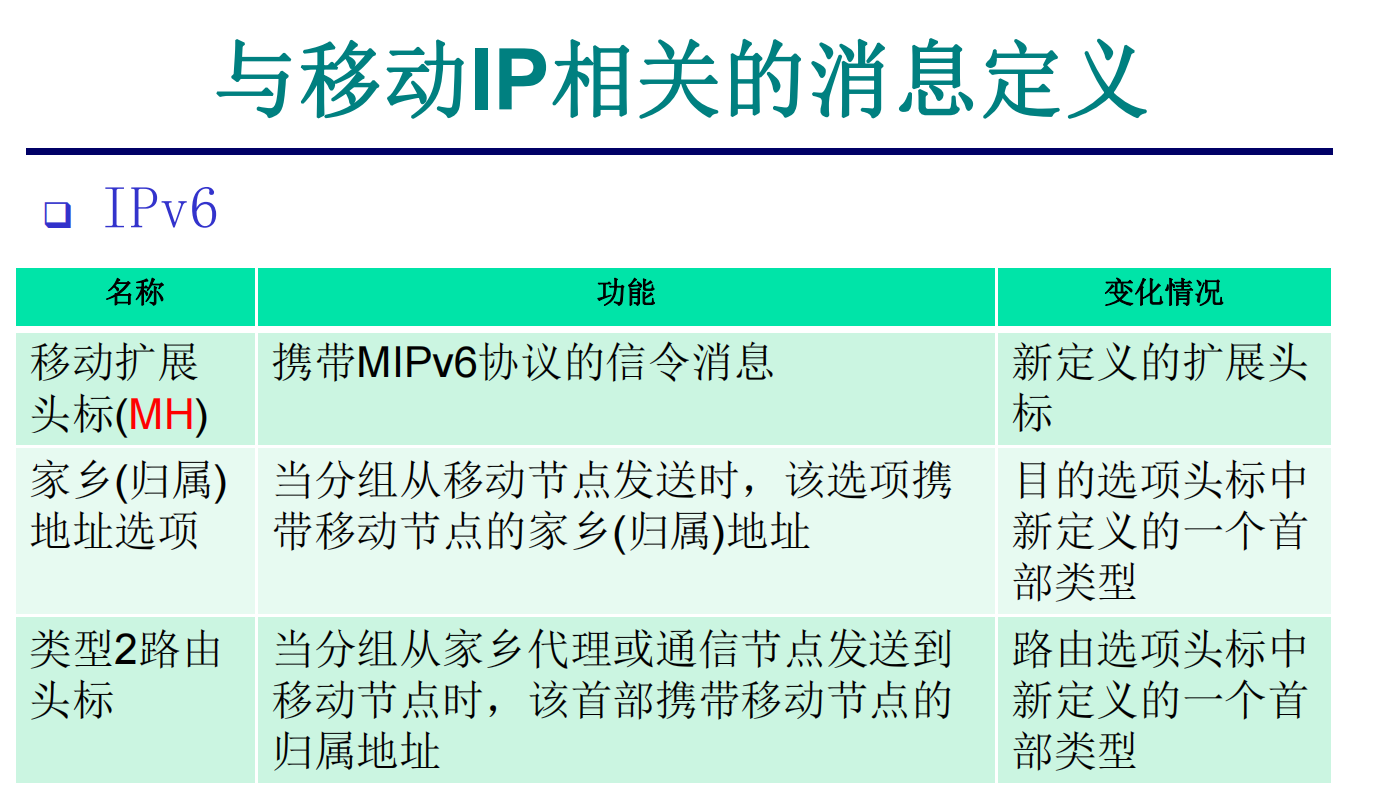 与移动IP相关的消息定义
❑ IPv6
名称
功能
变化情况
移动扩展
头标(MH)
携带MIPv6协议的信令消息
新定义的扩展头
标
家乡(归属)
地址选项
当分组从移动节点发送时，该选项携
带移动节点的家乡(归属)地址
目的选项头标中
新定义的一个首
部类型
类型2路由
头标
当分组从家乡代理或通信节点发送到
移动节点时，该首部携带移动节点的
归属地址
路由选项头标中
新定义的一个首
部类型